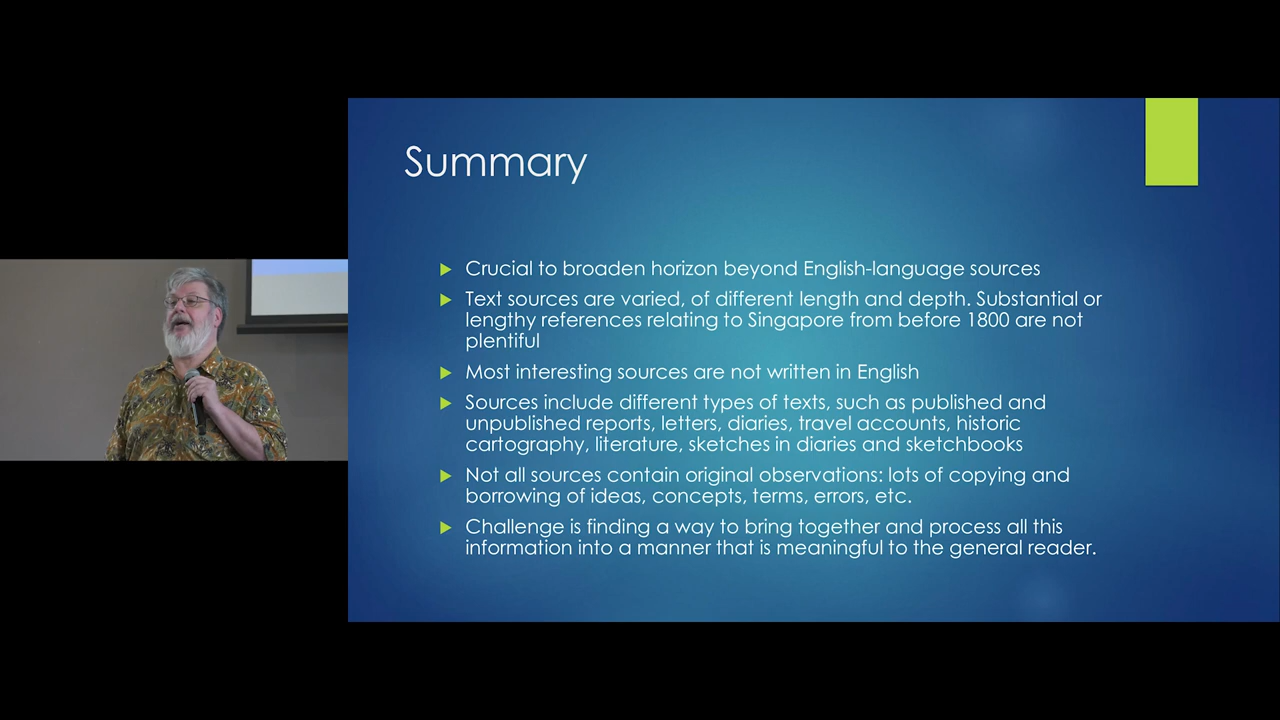 Summary
Crucial to broaden horizon beyond English-language sources
Text sources are varied, of different length and depth. Substantial or
lengthy references relating to Singapore from before 1800 are not
plentiful
Most interesting sources are not written in English
Sources include different types of texts, such as published and
unpublished reports, letters, diaries, travel accounts, historic
cartography, literature, sketches in diaries and sketchbooks
Not all sources contain original observations: lots of copying and
borrowing of ideas, concepts, terms, errors, etc.
Challenge is finding a way to bring together and process all this
information into a manner that is meaningful to the general reader.